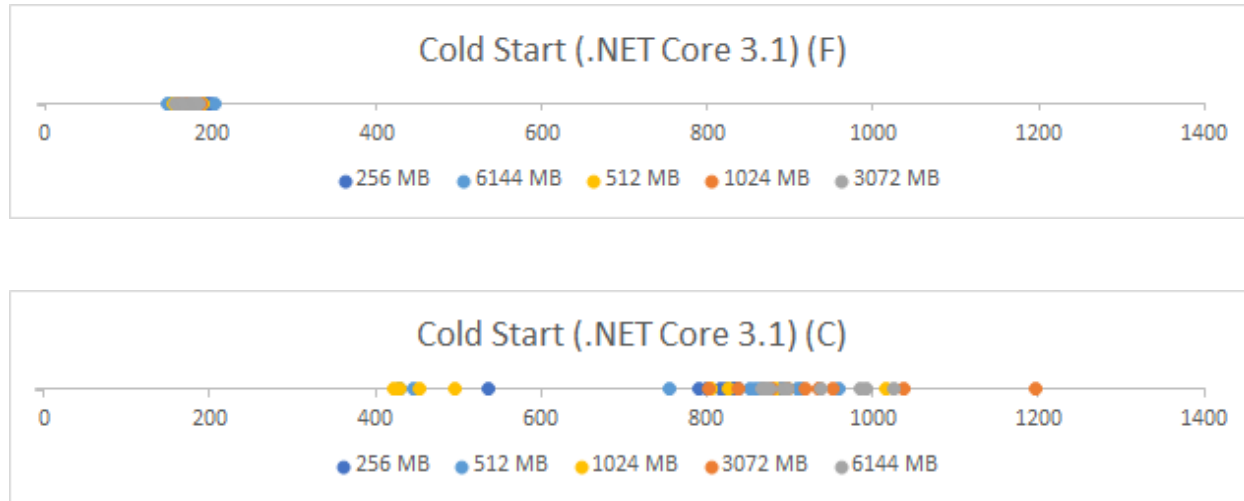 Cold Start (.NET Core 3.1) (F)
0 200 400 600 800 1000 1200 1400
256 MB 6144 MB 512 MB 1024 MB 3072 MB
Cold Start (.NET Core 3.1) (C)
0 200 400 600 800 1000 1200 1400
256 MB 512 MB 1024 MB 3072 MB 6144 MB